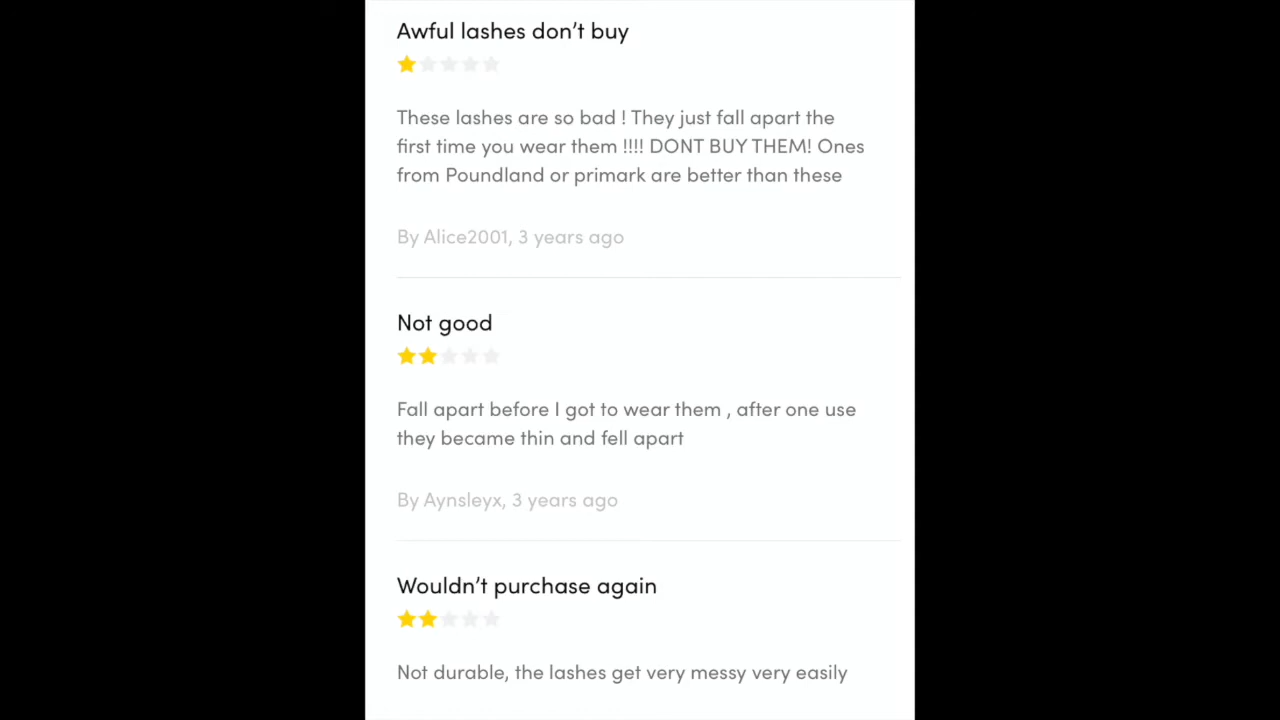 Awful lashes don’t buy
These lashes are so bad ! They just fall apart the
first time you wear them !!!! DONT BUY THEM! Ones
from Poundland or primark are better than these
By Alice2001, 3 years ago
Not good
Fall apart before I got to wear them , after one use
they became thin and fell apart
By Aynsleyx, 3 years ago
Wouldn’t purchase again
Not durable, the lashes get very messy very easily